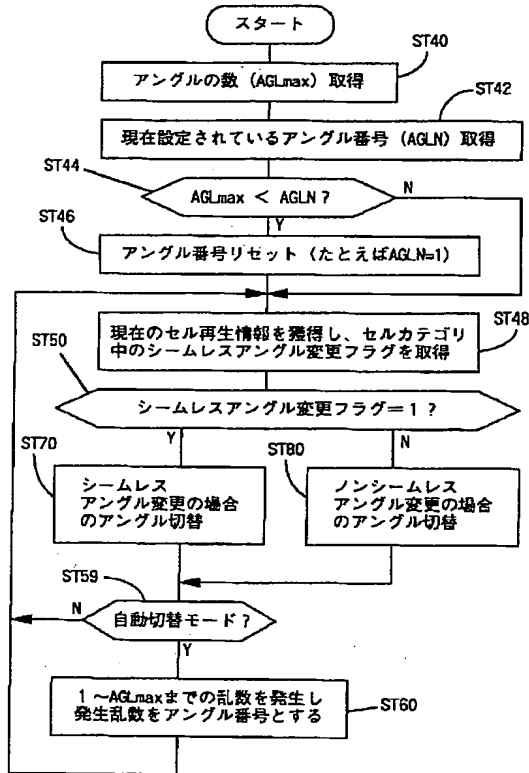 スタート
ST40
アングルの数 (AGLmax) 取得
ST42
現在設定されているアングル番号 (AGLN) 取得
ST44
AGLmax < AGLN ?
N
Y
ST46
アングル番号リセット (たとえばAGLN=1)
ST48
現在のセル再生情報を獲得し、セルカテゴリ
中のシームレスアングル変更フラグを取得
ST50
シームレスアングル変更フラグ=1 ?
Y
N
ST70
シームレス
アングル変更の場合
のアングル切替
ST80
ノンシームレス
アングル変更の場合
のアングル切替
ST59
自動切替モード ?
N
Y
1~AGLmaxまでの乱数を発生し
発生乱数をアングル番号とする
ST60